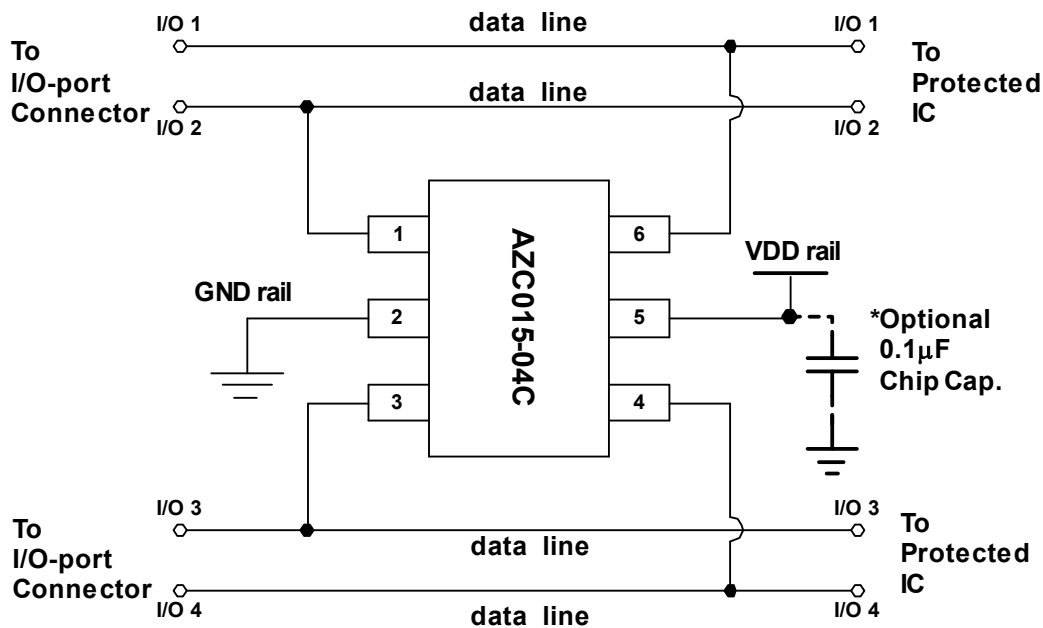 I/O 1
data line
I/O 1
To
I/O-port
Connector
data line
To
Protected
IC
I/O 2
I/O 2
1
6
AZC015-04C
VDD rail
GND rail
2
5
*Optional
0.1μF
Chip Cap.
3
4
I/O 3
I/O 3
To
I/O-port
Connector
data line
To
Protected
IC
I/O 4
data line
I/O 4